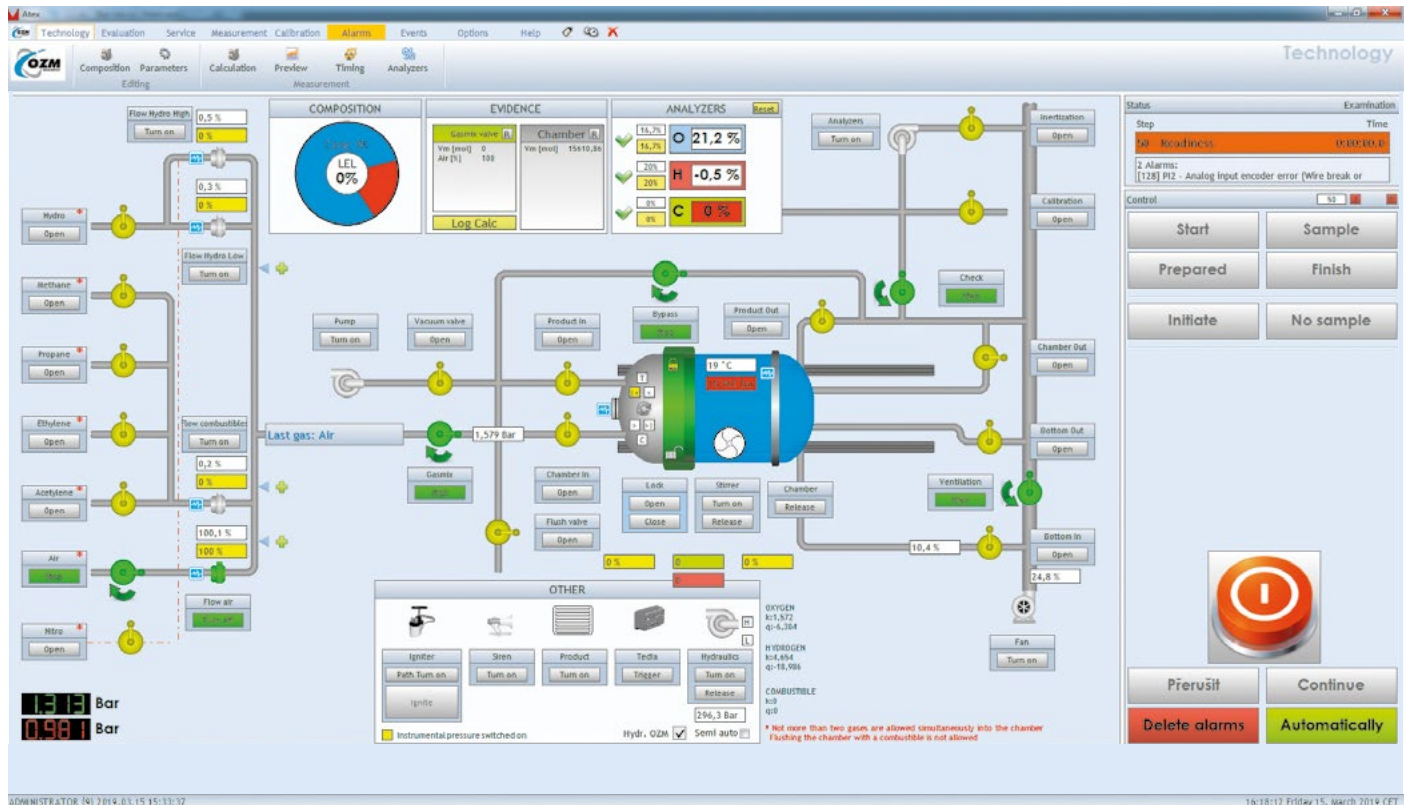 Atex
Technology Evaluation Service Measurement Calibration Alarms Events Options Help
OZM
Composition Parameters Calculation Preview Timing Analyzers
Editing Measurement
Technology
Flow Hydro High
Turn on
0,5 %
0 %
0,3 %
0 %
Hydro *
Open
Flow Hydro Low
Turn on
Methane *
Open
Propane *
Open
Ethylene *
Open
Flow combustibles
Turn on
0,2 %
0 %
Acetylene *
Open
100,1 %
100 %
Air *
Flow air
Nitro *
Open
1.313 Bar
0.981 Bar
COMPOSITION
LEL
0%
EVIDENCE
Gasmix valve R
Vm [mol] 0
Air [%] 100
Log Calc
Chamber R
Vm [mol] 15610,86
ANALYZERS Reset
16,7%
16,7%
O 21,2 %
20%
20%
H -0,5 %
0%
0%
C 0 %
Analyzers
Turn on
Inertization
Open
Calibration
Open
Check
Pump
Turn on
Vacuum valve
Open
Product In
Open
Bypass
Product Out
Open
Chamber Out
Open
19 °C
Last gas: Air
1,579 Bar
Bottom Out
Open
Gasmix
Chamber In
Open
Flush valve
Open
Lock
Open
Close
Stirrer
Turn on
Release
Chamber
Release
Ventilation
10,4 %
Bottom In
Open
24,8 %
Fan
Turn on
0 %
0
0 %
0
OTHER
Igniter
Path Turn on
Ignite
Siren
Turn on
Product
Turn on
Tedia
Trigger
H
L
Hydraulics
Turn on
Release
296,3 Bar
Instrumental pressure switched on
Hydr. OZM
Semi auto
OXYGEN
k:1,572
q:-6,304
HYDROGEN
k:4,654
q:-18,986
COMBUSTIBLE
k:0
q:0
* Not more than two gases are allowed simultaneously into the chamber
Flushing the chamber with a combustible is not allowed
Status Examination
Step Time
50 Readiness 0:00:00,0
2 Alarms:
[128] PI2 - Analog input encoder error (Wire break or
Control 50
Start Sample
Prepared Finish
Initiate No sample
Přerušit Continue
Delete alarms Automatically
ADMINISTRATOR [9] 2019.03.15 15:33:37
16:18:12 Friday 15. March 2019 CET